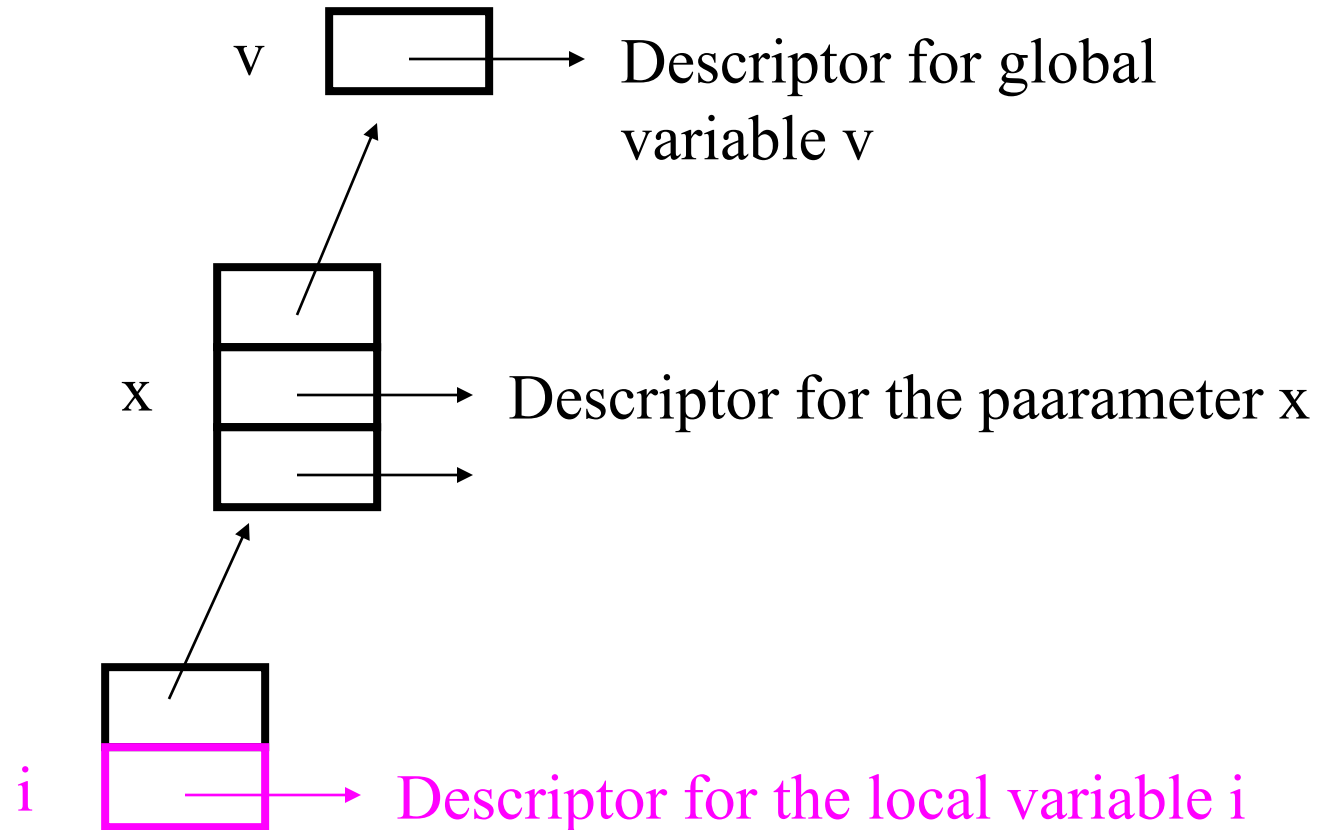 v
Descriptor for global
variable v
x
Descriptor for the paarameter x
i
Descriptor for the local variable i